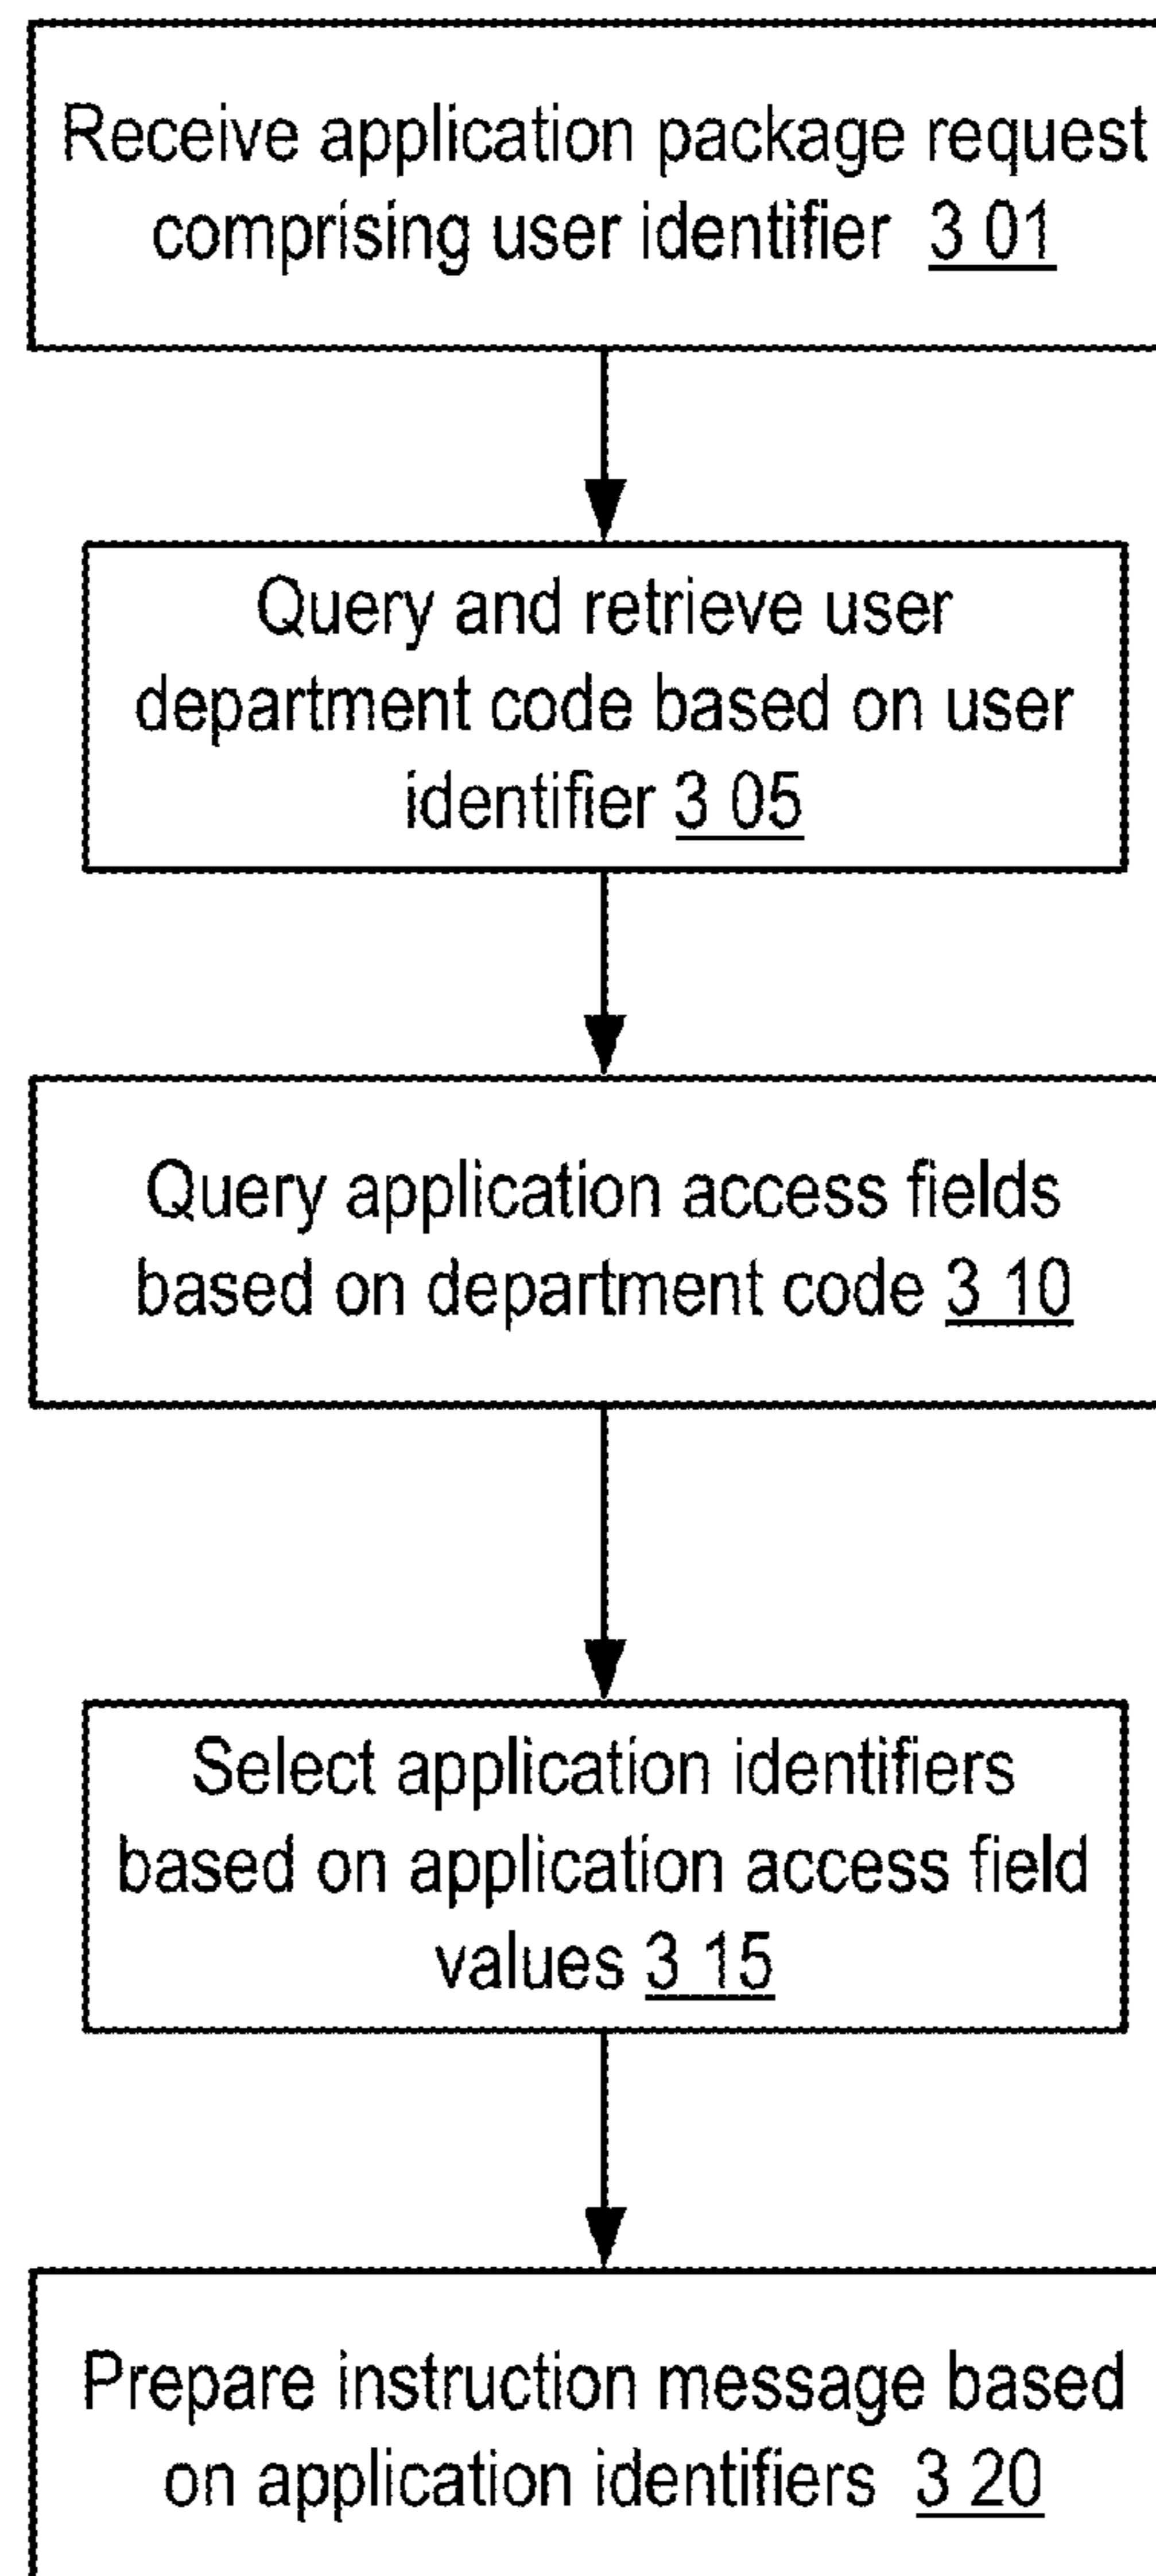 Receive application package request
comprising user identifier 3 01
Query and retrieve user
department code based on user
identifier 3 05
Query application access fields
based on department code 3 10
Select application identifiers
based on application access field
values 3 15
Prepare instruction message based
on application identifiers 3 20